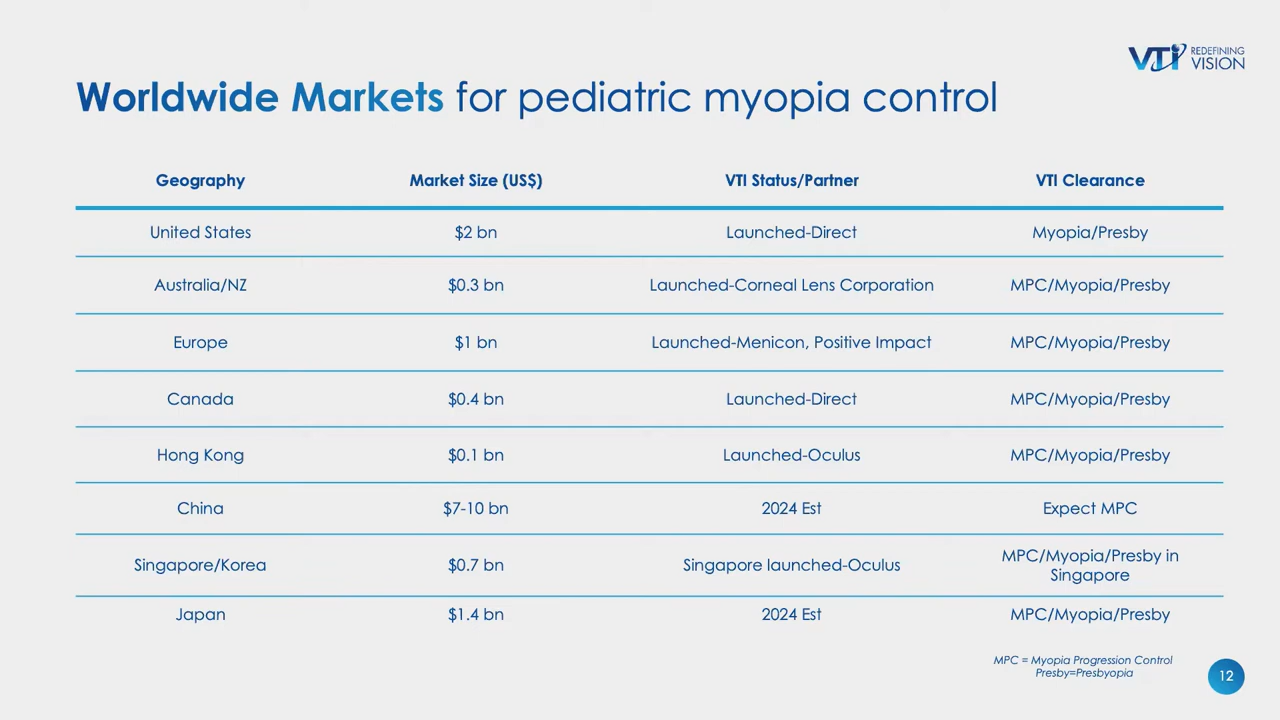 VTI REDEFINING VISION
Worldwide Markets for pediatric myopia control
Geography Market Size (US$) VTI Status/Partner VTI Clearance
United States $2 bn Launched-Direct Myopia/Presby
Australia/NZ $0.3 bn Launched-Corneal Lens Corporation MPC/Myopia/Presby
Europe $1 bn Launched-Menicon, Positive Impact MPC/Myopia/Presby
Canada $0.4 bn Launched-Direct MPC/Myopia/Presby
Hong Kong $0.1 bn Launched-Oculus MPC/Myopia/Presby
China $7-10 bn 2024 Est Expect MPC
Singapore/Korea $0.7 bn Singapore launched-Oculus MPC/Myopia/Presby in Singapore
Japan $1.4 bn 2024 Est MPC/Myopia/Presby
MPC = Myopia Progression Control
Presby=Presbyopia
12